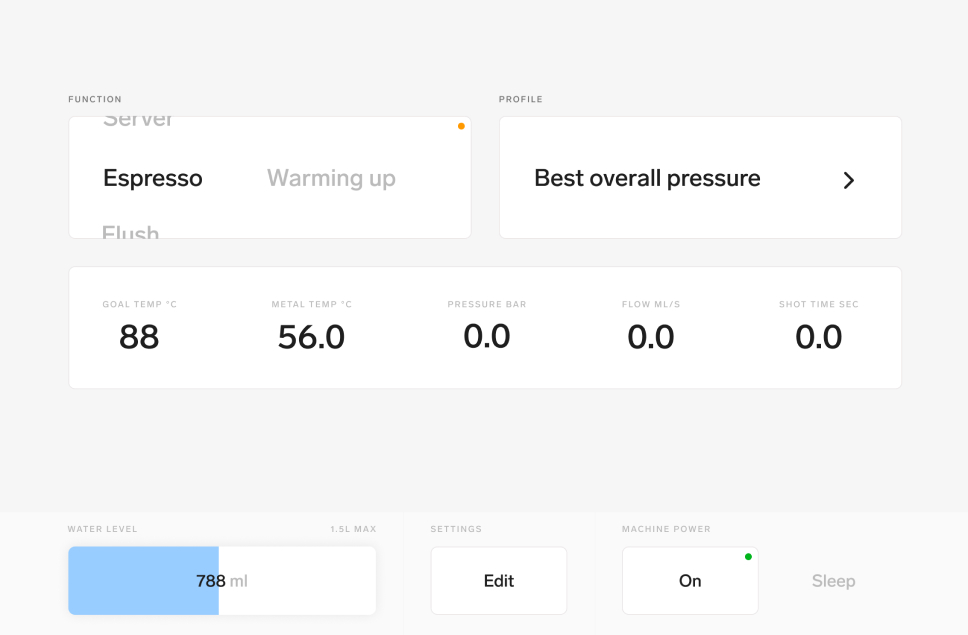 FUNCTION
PROFILE
Server
Espresso
Warming up
Flush
Best overall pressure
GOAL TEMP °C
METAL TEMP °C
PRESSURE BAR
FLOW ML/S
SHOT TIME SEC
88
56.0
0.0
0.0
0.0
WATER LEVEL
1.5L MAX
SETTINGS
MACHINE POWER
788 ml
Edit
On
Sleep